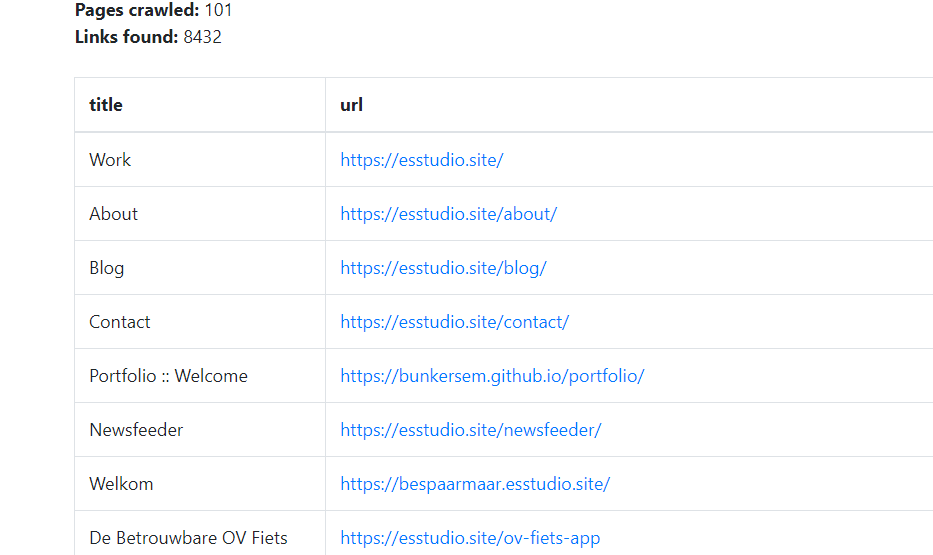 Pages crawled: 101
Links found: 8432
title url
Work https://esstudio.site/
About https://esstudio.site/about/
Blog https://esstudio.site/blog/
Contact https://esstudio.site/contact/
Portfolio :: Welcome https://bunkersem.github.io/portfolio/
Newsfeeder https://esstudio.site/newsfeeder/
Welkom https://bespaarmaar.esstudio.site/
De Betrouwbare OV Fiets https://esstudio.site/ov-fiets-app